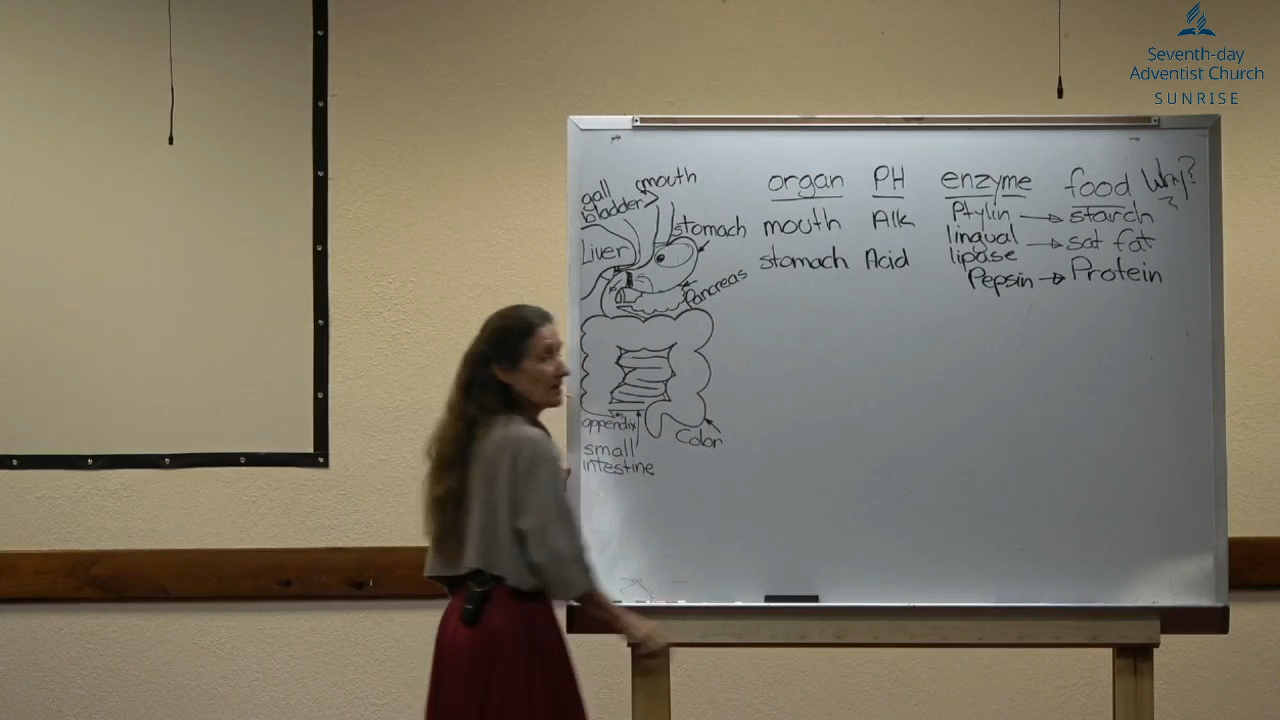 Seventh-day
Adventist Church
SUNRISE
organ PH enzyme food Why?
mouth Alk Ptylin → starch
lingual lipase → sat fat
stomach Acid Pepsin → Protein
gall
bladder
mouth
stomach
Liver
Pancreas
appendix
Colon
small
intestine